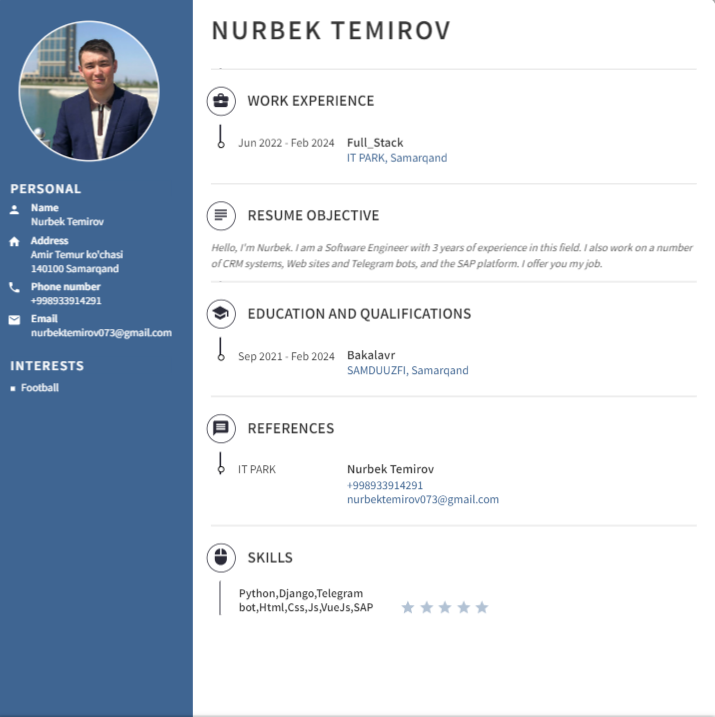 NURBEK TEMIROV
PERSONAL
Name
Nurbek Temirov
Address
Amir Temur ko'chasi
140100 Samarqand
Phone number
+998933914291
Email
nurbektemirov073@gmail.com
INTERESTS
Football
WORK EXPERIENCE
Jun 2022 - Feb 2024 Full_Stack
IT PARK, Samarqand
RESUME OBJECTIVE
Hello, I'm Nurbek. I am a Software Engineer with 3 years of experience in this field. I also work on a number
of CRM systems, Web sites and Telegram bots, and the SAP platform. I offer you my job.
EDUCATION AND QUALIFICATIONS
Sep 2021 - Feb 2024 Bakalavr
SAMDUUZFI, Samarqand
REFERENCES
IT PARK Nurbek Temirov
+998933914291
nurbektemirov073@gmail.com
SKILLS
Python,Django,Telegram
bot,Html,Css,Js,VueJs,SAP